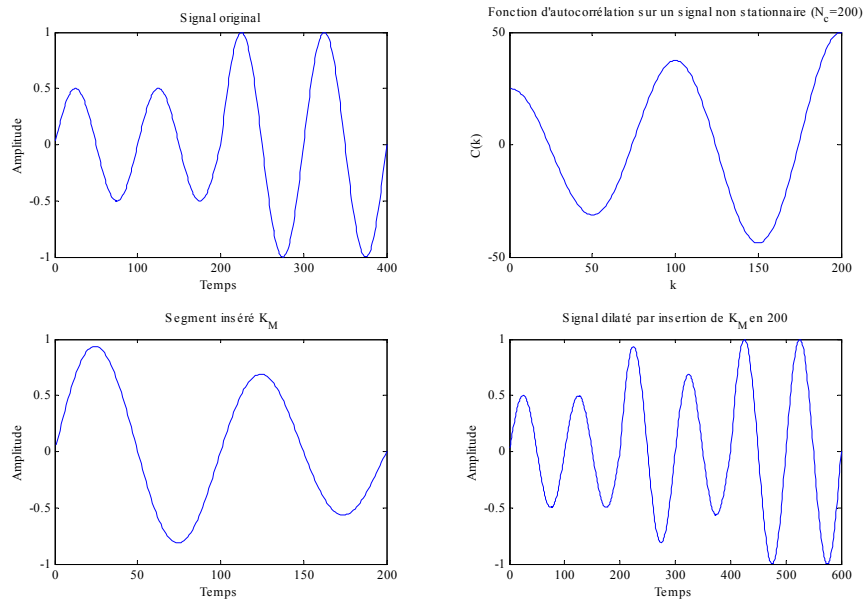 Signal original
1
0.5
0
-0.5
-1
Amplitude
0 100 200 300 400
Temps
Fonction d'autocorrélation sur un signal non stationnaire (N_c=200)
50
0
-50
C(k)
0 50 100 150 200
k
Segment inséré K_M
1
0.5
0
-0.5
-1
Amplitude
0 50 100 150 200
Temps
Signal dilaté par insertion de K_M en 200
1
0.5
0
-0.5
-1
Amplitude
0 100 200 300 400 500 600
Temps